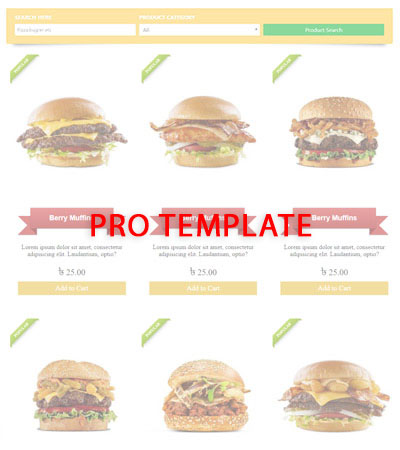 SEARCH HERE PRODUCT CATEGORY
All Product Search
POPULAR POPULAR POPULAR
Berry Muffins Berry Muffins Berry Muffins
PRO TEMPLATE
Lorem ipsum dolor sit amet, consectetur adipisicing elit. Laudantium, optio?
Lorem ipsum dolor sit amet, consectetur adipisicing elit. Laudantium, optio?
Lorem ipsum dolor sit amet, consectetur adipisicing elit. Laudantium, optio?
৳ 25.00 ৳ 25.00 ৳ 25.00
Add to Cart Add to Cart Add to Cart
POPULAR POPULAR POPULAR